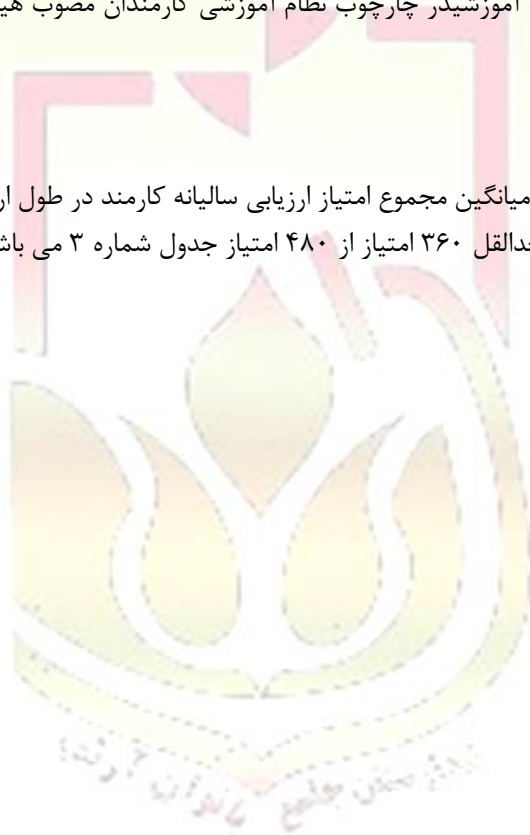 آموزشیدر چارچوب نظام آموزشی کارمندان مصوب هی
میانگین مجموع امتیاز ارزیابی سالیانه کارمند در طول ار
حداقل ۳۶۰ امتیاز از ۴۸۰ امتیاز جدول شماره ۳ می باش